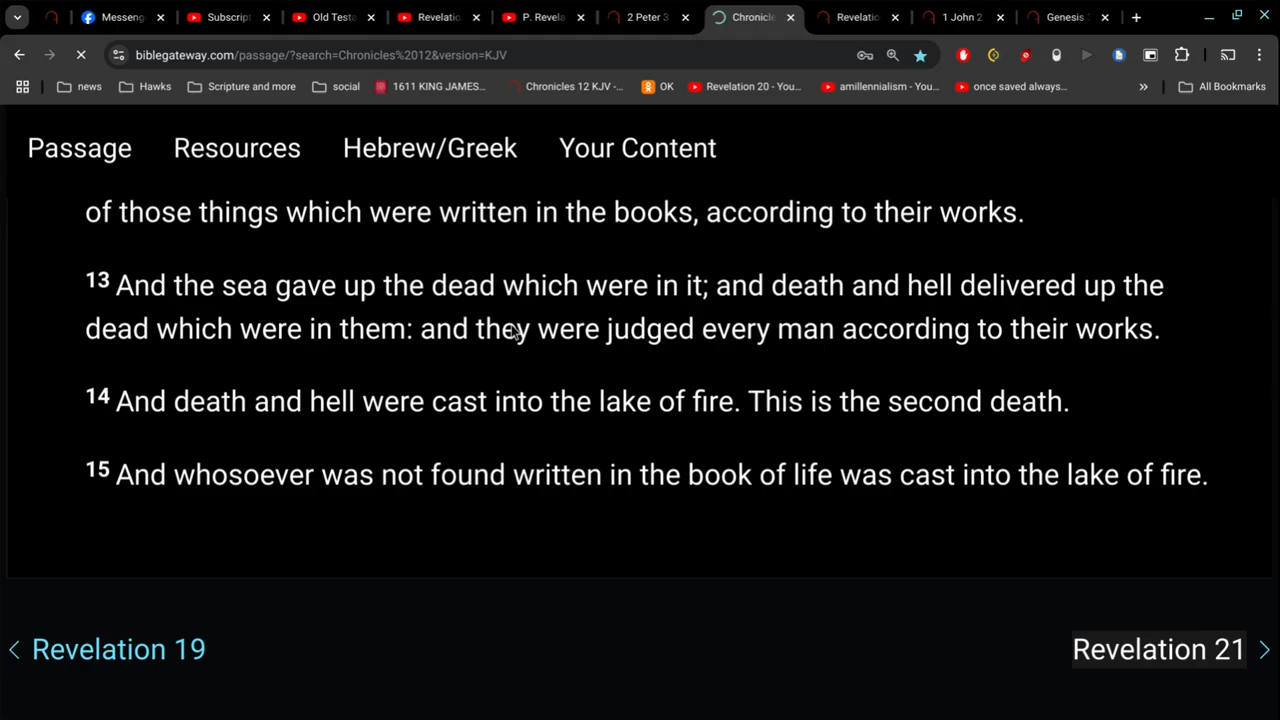 Messeng
Subscript
Old Testa
Revelatio
P. Revela
2 Peter 3
Chronicle
Revelatio
1 John 2
Genesis
biblegateway.com/passage/?search=Chronicles%2012&version=KJV
news
Hawks
Scripture and more
social
1611 KING JAMES...
Chronicles 12 KJV -...
OK
Revelation 20 - You...
amillennialism - You...
once saved always...
»
All Bookmarks
Passage Resources Hebrew/Greek Your Content
of those things which were written in the books, according to their works.
13 And the sea gave up the dead which were in it; and death and hell delivered up the
dead which were in them: and they were judged every man according to their works.
14 And death and hell were cast into the lake of fire. This is the second death.
15 And whosoever was not found written in the book of life was cast into the lake of fire.
< Revelation 19
Revelation 21 >